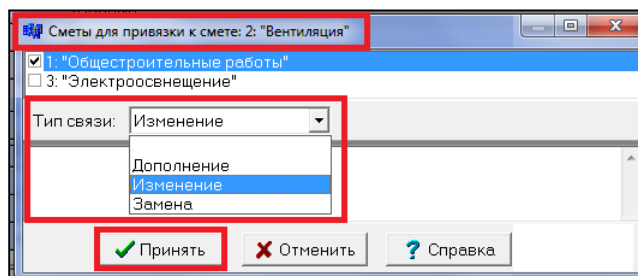 Сметы для привязки к смете: 2: "Вентиляция"
1: "Общестроительные работы"
3: "Электроосвнещение"
Тип связи: Изменение
Дополнение
Изменение
Замена
Принять Отменить ? Справка